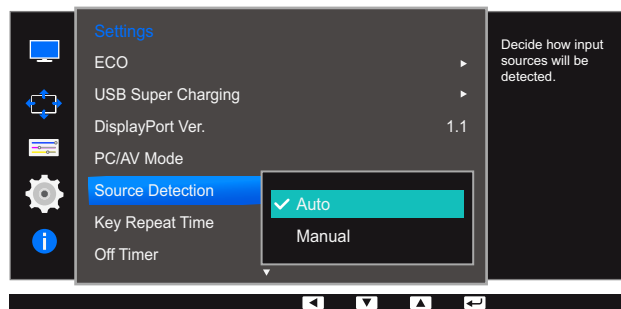 Settings
ECO
USB Super Charging
DisplayPort Ver. 1.1
PC/AV Mode
Source Detection
Auto
Key Repeat Time
Manual
Off Timer
Decide how input
sources will be
detected.